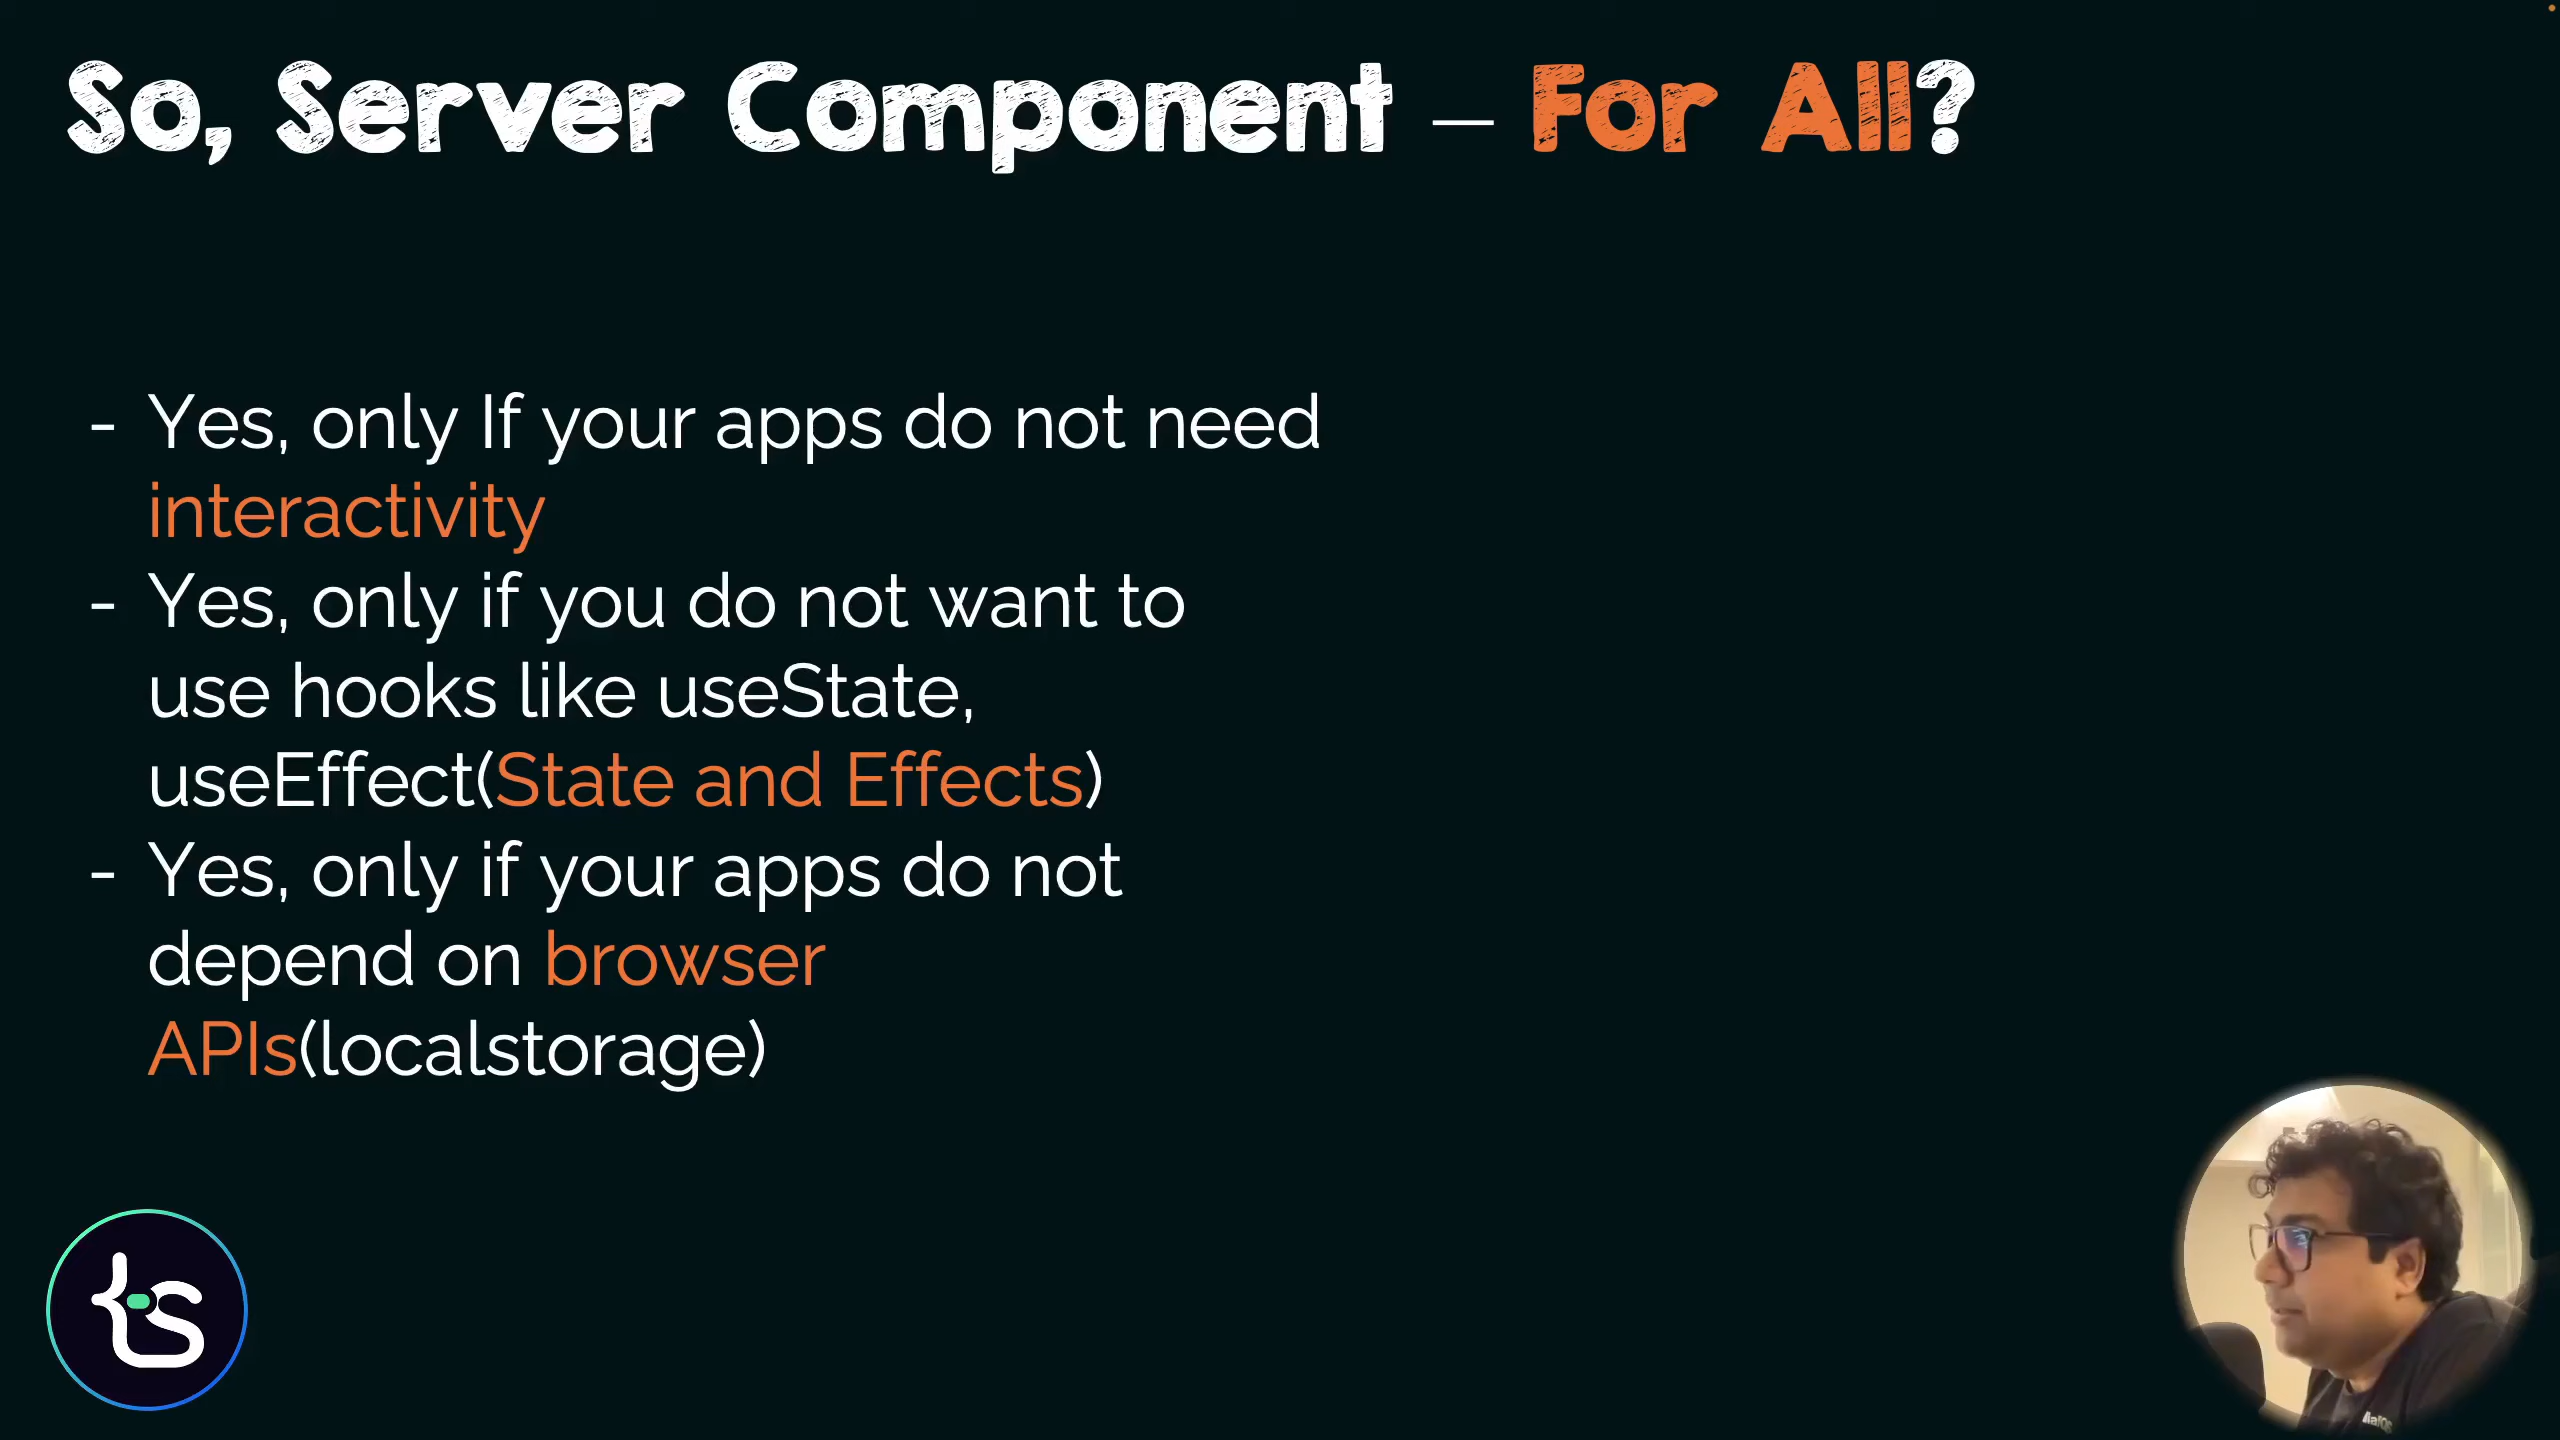 So, Server Component – For All?
- Yes, only If your apps do not need
interactivity
- Yes, only if you do not want to
use hooks like useState,
useEffect(State and Effects)
- Yes, only if your apps do not
depend on browser
APIs(localstorage)
ts